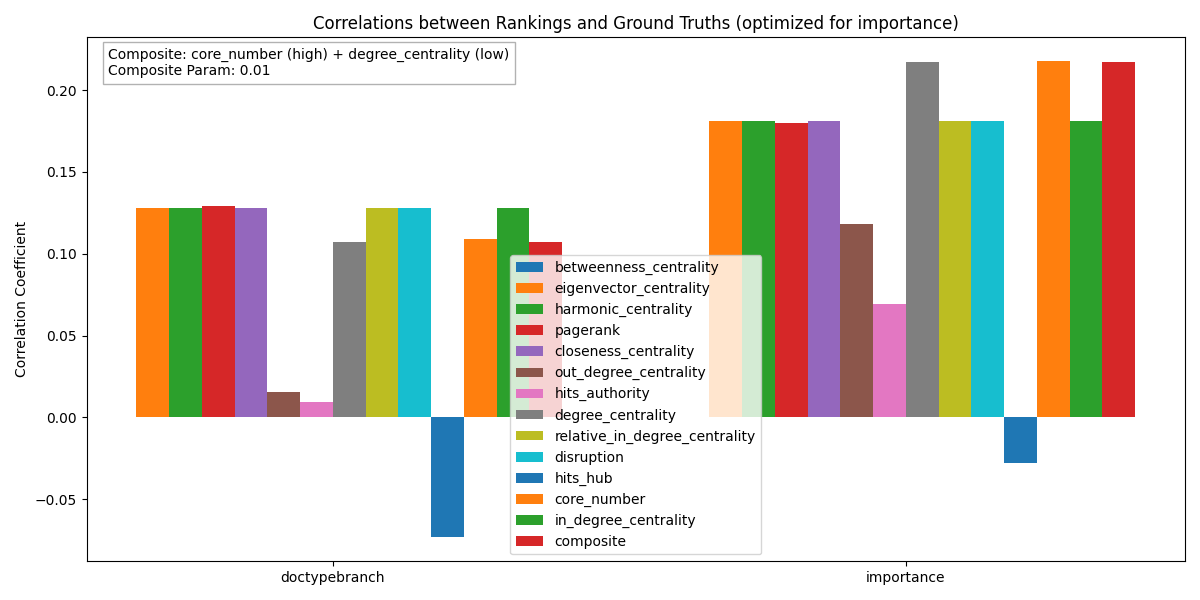 Correlations between Rankings and Ground Truths (optimized for importance)
Composite: core_number (high) + degree_centrality (low)
Composite Param: 0.01
Correlation Coefficient
0.20
0.15
0.10
0.05
0.00
−0.05
betweenness_centrality
eigenvector_centrality
harmonic_centrality
pagerank
closeness_centrality
out_degree_centrality
hits_authority
degree_centrality
relative_in_degree_centrality
disruption
hits_hub
core_number
in_degree_centrality
composite
doctypebranch
importance